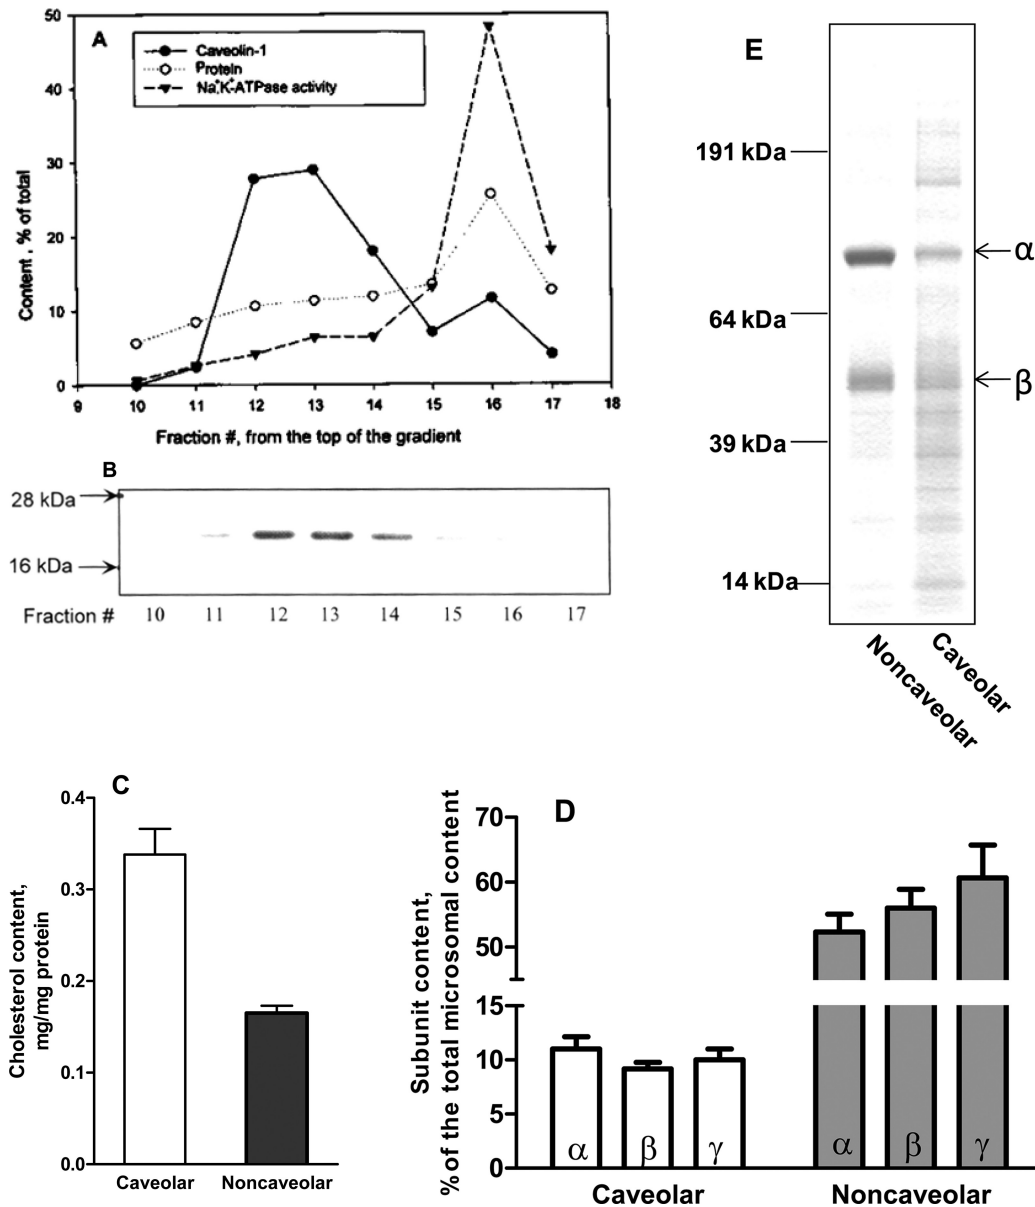 A
Caveolin-1
Protein
Na+,K+-ATPase activity
50
40
30
20
10
0
Content , % of total
9 10 11 12 13 14 15 16 17 18
Fraction #, from the top of the gradient
B
28 kDa
16 kDa
Fraction # 10 11 12 13 14 15 16 17
C
0.4
0.3
0.2
0.1
0.0
Cholesterol content,
mg/mg protein
Caveolar Noncaveolar
D
70
60
50
15
10
5
0
Subunit content,
% of the total microsomal content
α β γ α β γ
Caveolar Noncaveolar
E
191 kDa
α
64 kDa
β
39 kDa
14 kDa
Noncaveolar
Caveolar